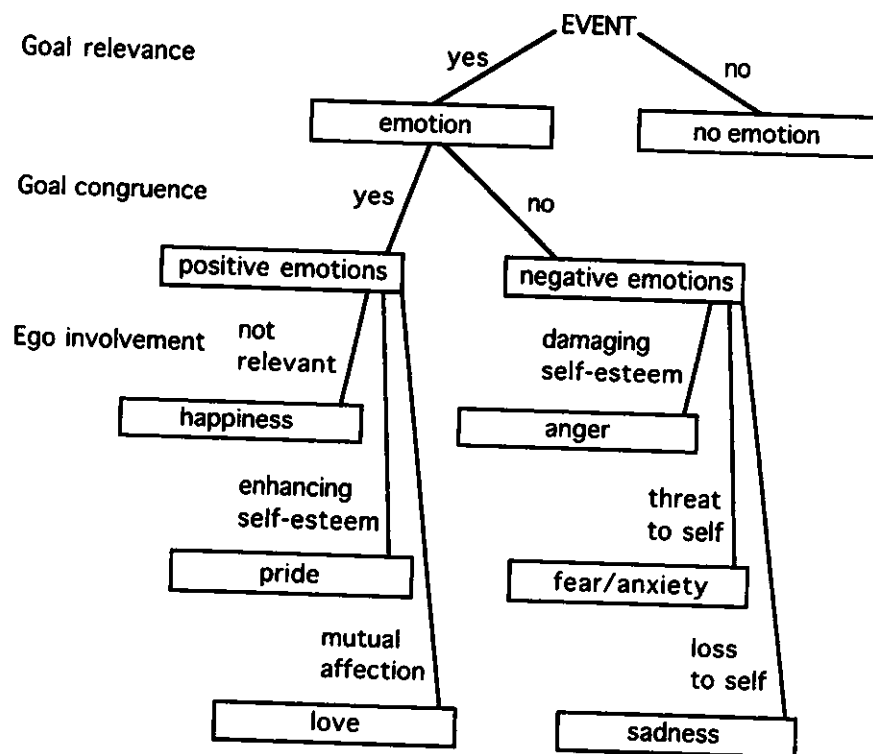 EVENT
Goal relevance
yes
no
emotion
no emotion
Goal congruence
yes
no
positive emotions
negative emotions
Ego involvement
not
relevant
damaging
self-esteem
happiness
anger
enhancing
self-esteem
threat
to self
pride
fear/anxiety
mutual
affection
loss
to self
love
sadness